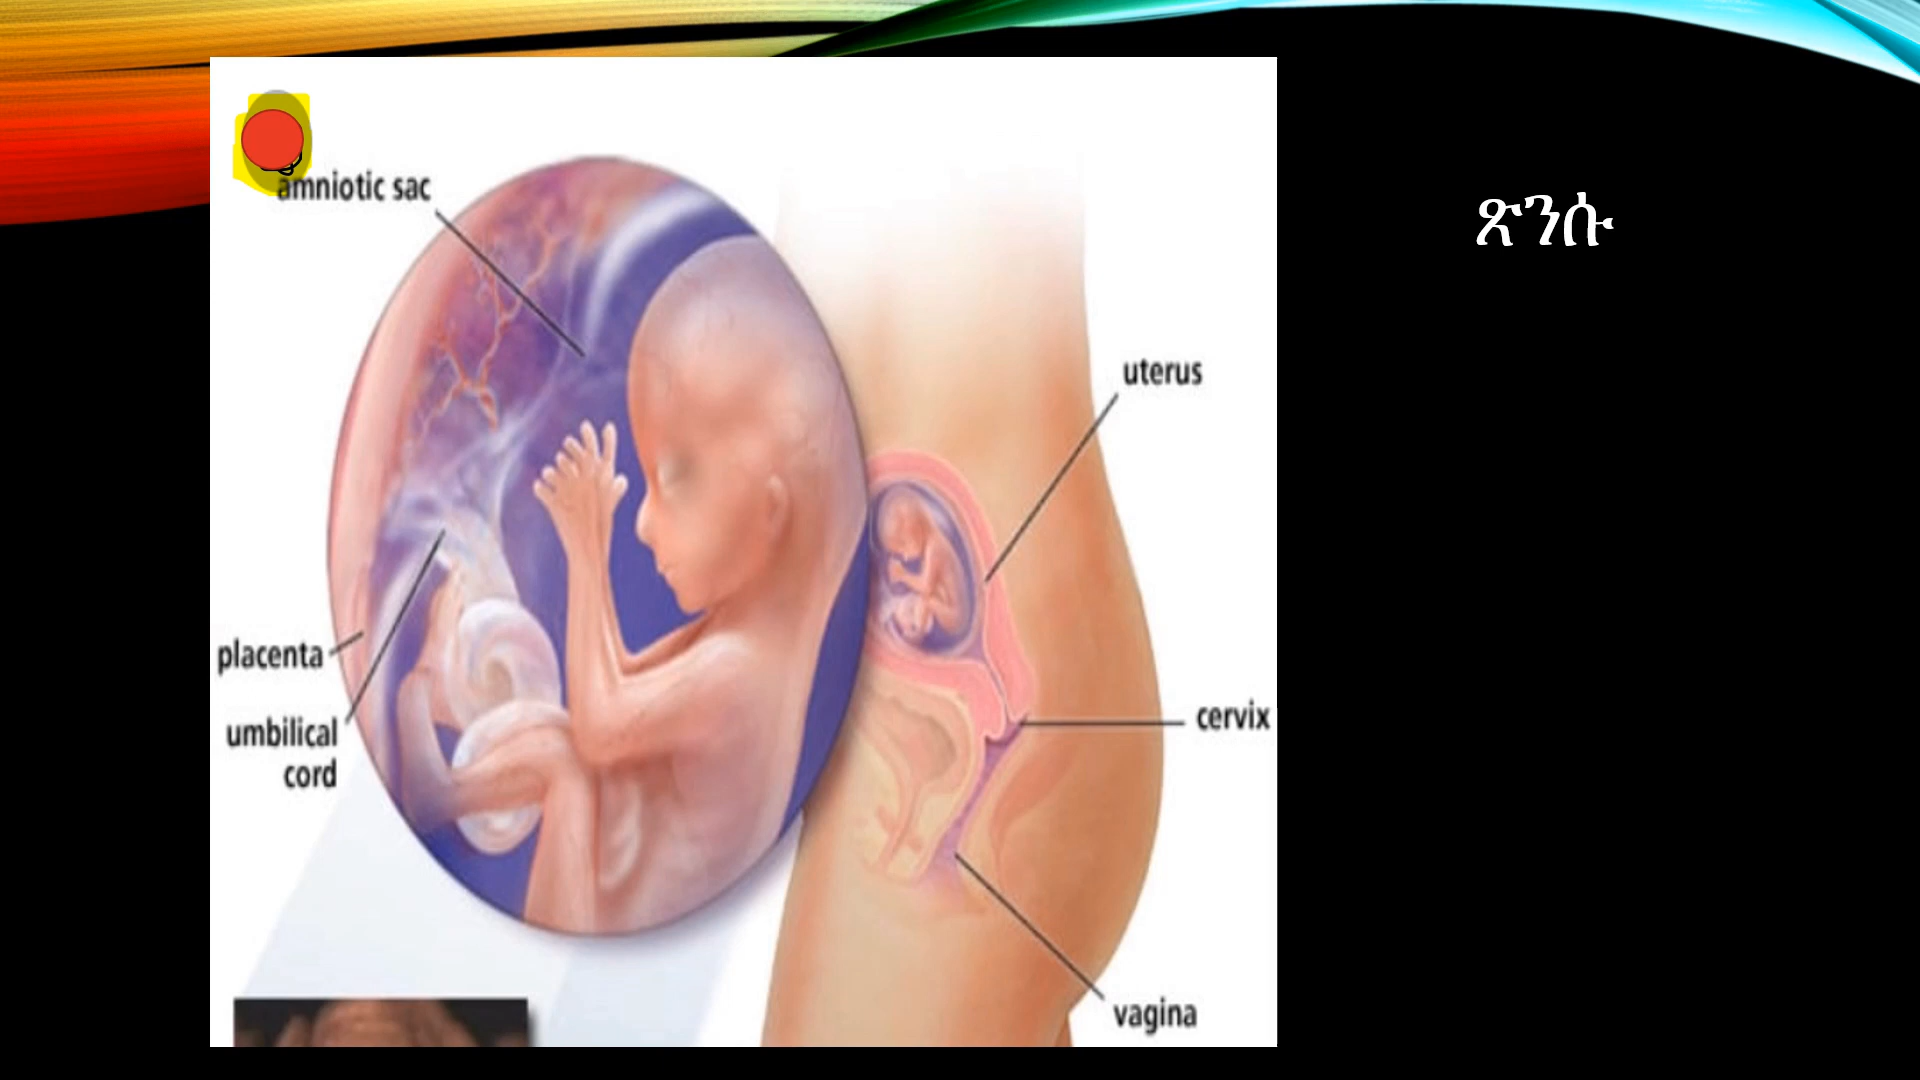 amniotic sac
ጽንሱ
uterus
placenta
umbilical
cord
cervix
vagina